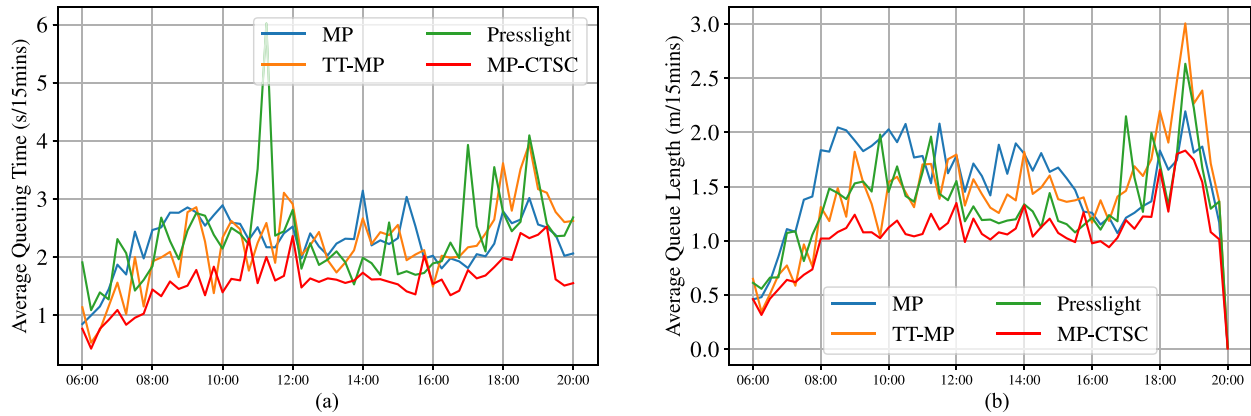 Average Queuing Time (s/15mins)
6
5
4
3
2
1
MP
TT-MP
Presslight
MP-CTSC
06:00 08:00 10:00 12:00 14:00 16:00 18:00 20:00
(a)
Average Queue Length (m/15mins)
3.0
2.5
2.0
1.5
1.0
0.5
0.0
MP
TT-MP
Presslight
MP-CTSC
06:00 08:00 10:00 12:00 14:00 16:00 18:00 20:00
(b)